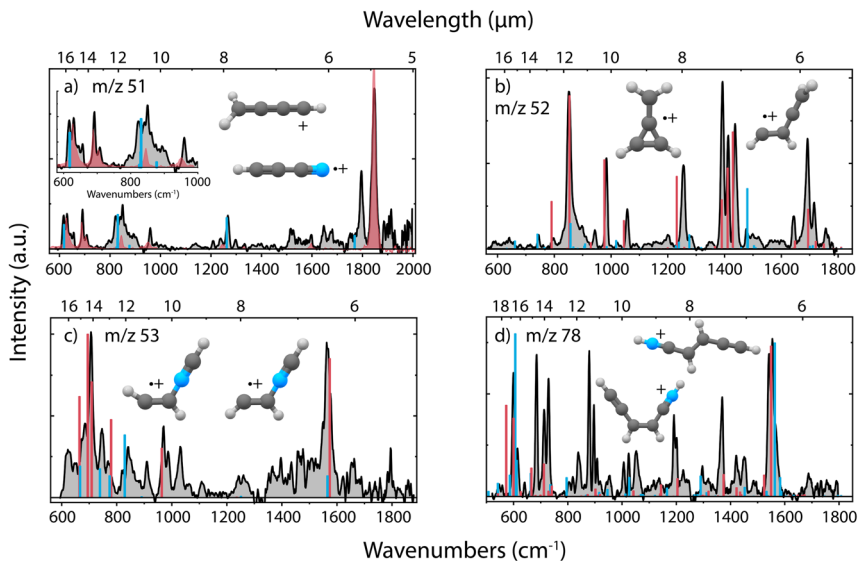 Wavelength (μm)
16 14 12 10 8 6 5
16 14 12 10 8 6
a) m/z 51
+
•+
600 800 1000
Wavenumbers (cm-1)
b)
m/z 52
•+
•+
600 800 1000 1200 1400 1600 1800 2000
600 800 1000 1200 1400 1600 1800
Intensity (a.u.)
16 14 12 10 8 6
18 16 14 12 10 8 6
c) m/z 53
•+
•+
d) m/z 78
+
+
600 800 1000 1200 1400 1600 1800
600 800 1000 1200 1400 1600 1800
Wavenumbers (cm-1)